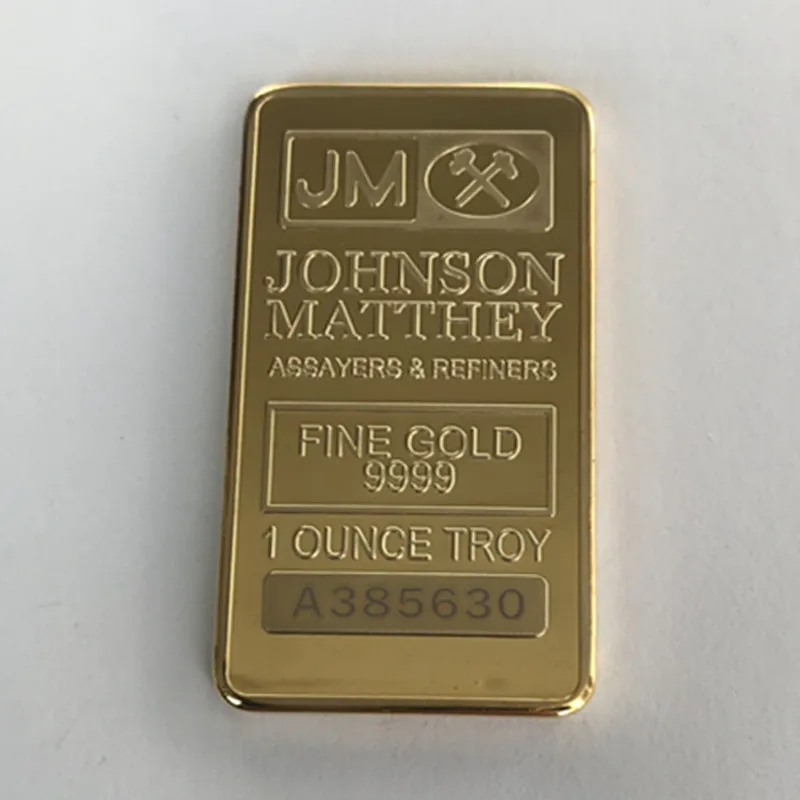 JM
JOHNSON
MATTHEY
ASSAYERS & REFINERS
FINE GOLD
9999
1 OUNCE TROY
A385630